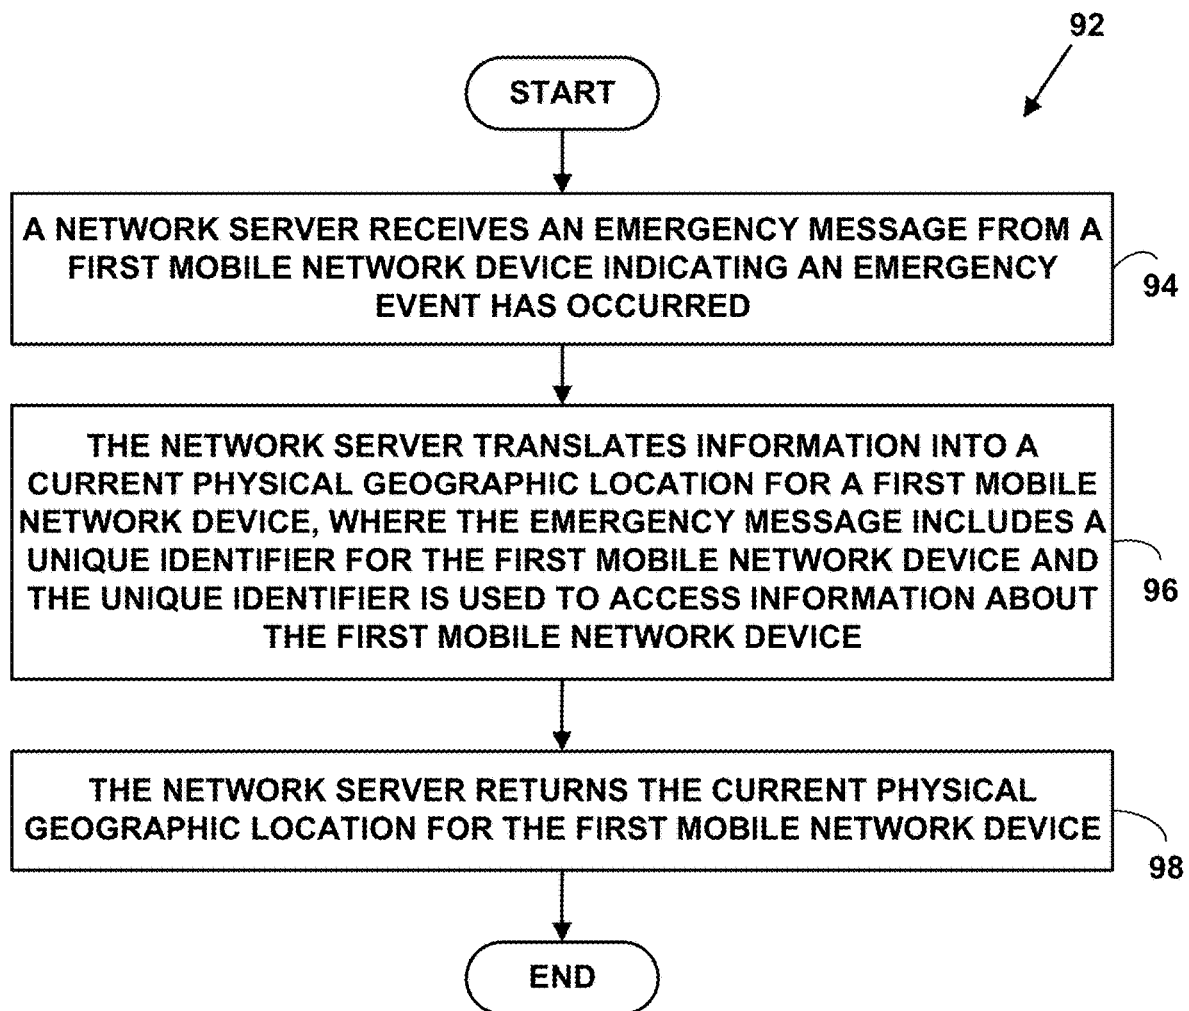 92
START
A NETWORK SERVER RECEIVES AN EMERGENCY MESSAGE FROM A
FIRST MOBILE NETWORK DEVICE INDICATING AN EMERGENCY
EVENT HAS OCCURRED
94
THE NETWORK SERVER TRANSLATES INFORMATION INTO A
CURRENT PHYSICAL GEOGRAPHIC LOCATION FOR A FIRST MOBILE
NETWORK DEVICE, WHERE THE EMERGENCY MESSAGE INCLUDES A
UNIQUE IDENTIFIER FOR THE FIRST MOBILE NETWORK DEVICE AND
THE UNIQUE IDENTIFIER IS USED TO ACCESS INFORMATION ABOUT
THE FIRST MOBILE NETWORK DEVICE
96
THE NETWORK SERVER RETURNS THE CURRENT PHYSICAL
GEOGRAPHIC LOCATION FOR THE FIRST MOBILE NETWORK DEVICE
98
END